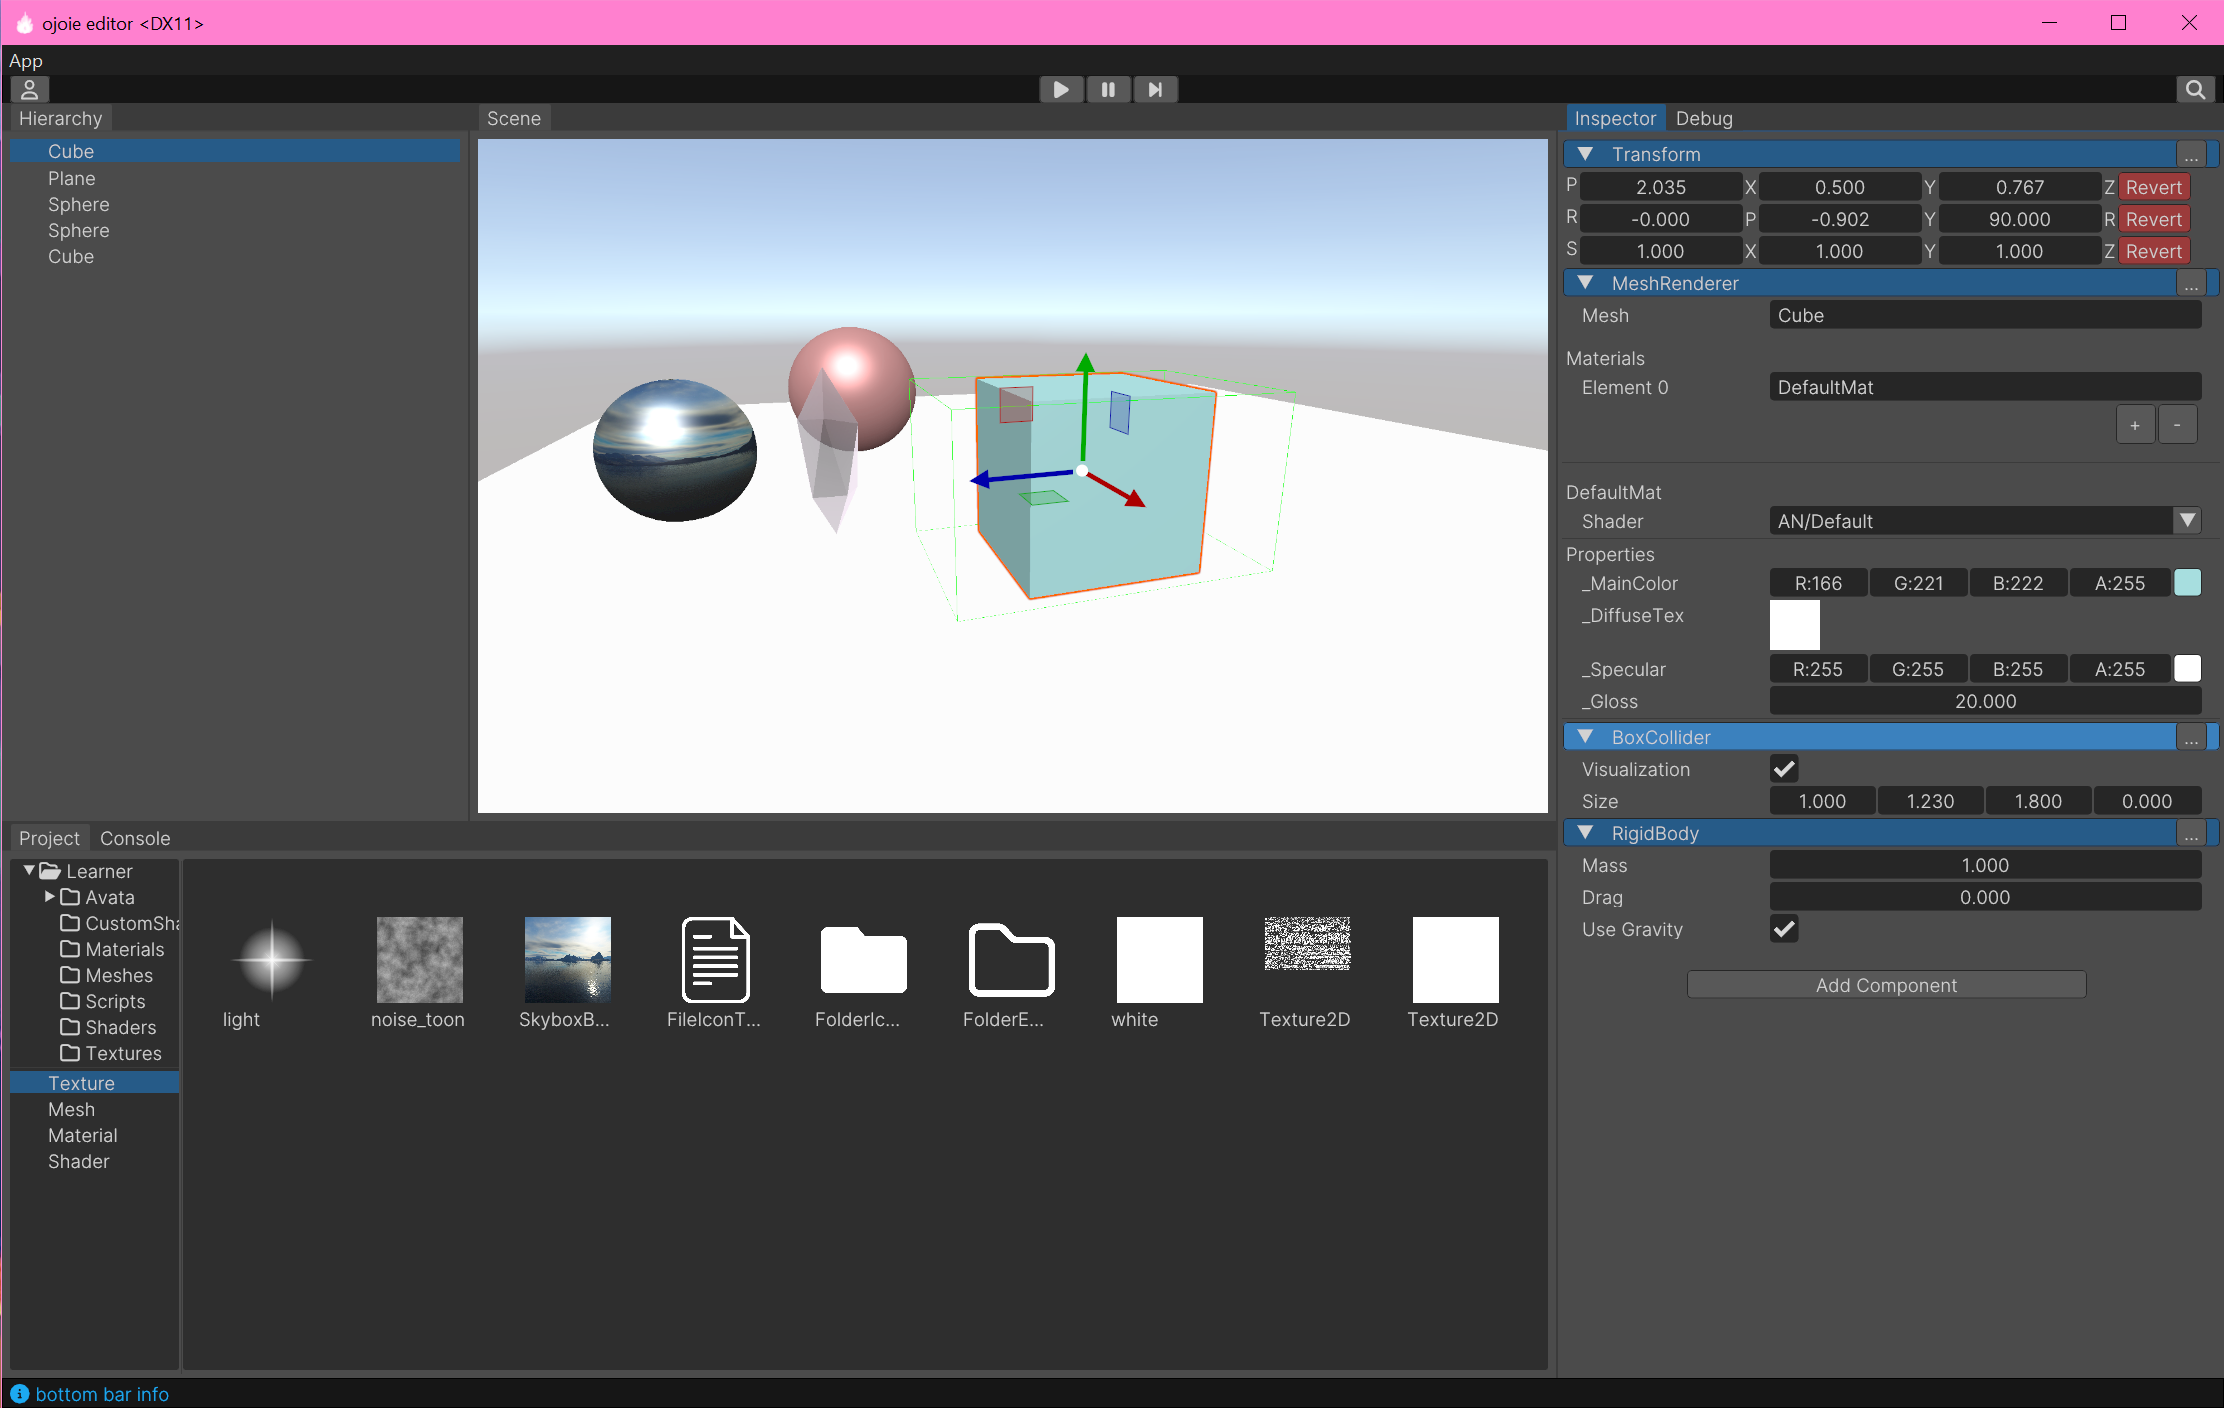 ojoie editor <DX11>
App
Hierarchy
Cube
Plane
Sphere
Sphere
Cube
Scene
Inspector Debug
Transform ...
P 2.035 X 0.500 Y 0.767 Z Revert
R -0.000 P -0.902 Y 90.000 R Revert
S 1.000 X 1.000 Y 1.000 Z Revert
MeshRenderer ...
Mesh Cube
Materials
Element 0 DefaultMat
+ -
DefaultMat
Shader AN/Default
Properties
_MainColor R:166 G:221 B:222 A:255
_DiffuseTex
_Specular R:255 G:255 B:255 A:255
_Gloss 20.000
BoxCollider ...
Visualization
Size 1.000 1.230 1.800 0.000
RigidBody ...
Mass 1.000
Drag 0.000
Use Gravity
Add Component
Project Console
Learner
Avata
CustomSha
Materials
Meshes
Scripts
Shaders
Textures
Texture
Mesh
Material
Shader
light noise_toon SkyboxB... FileIconT... FolderIc... FolderE... white Texture2D Texture2D
bottom bar info